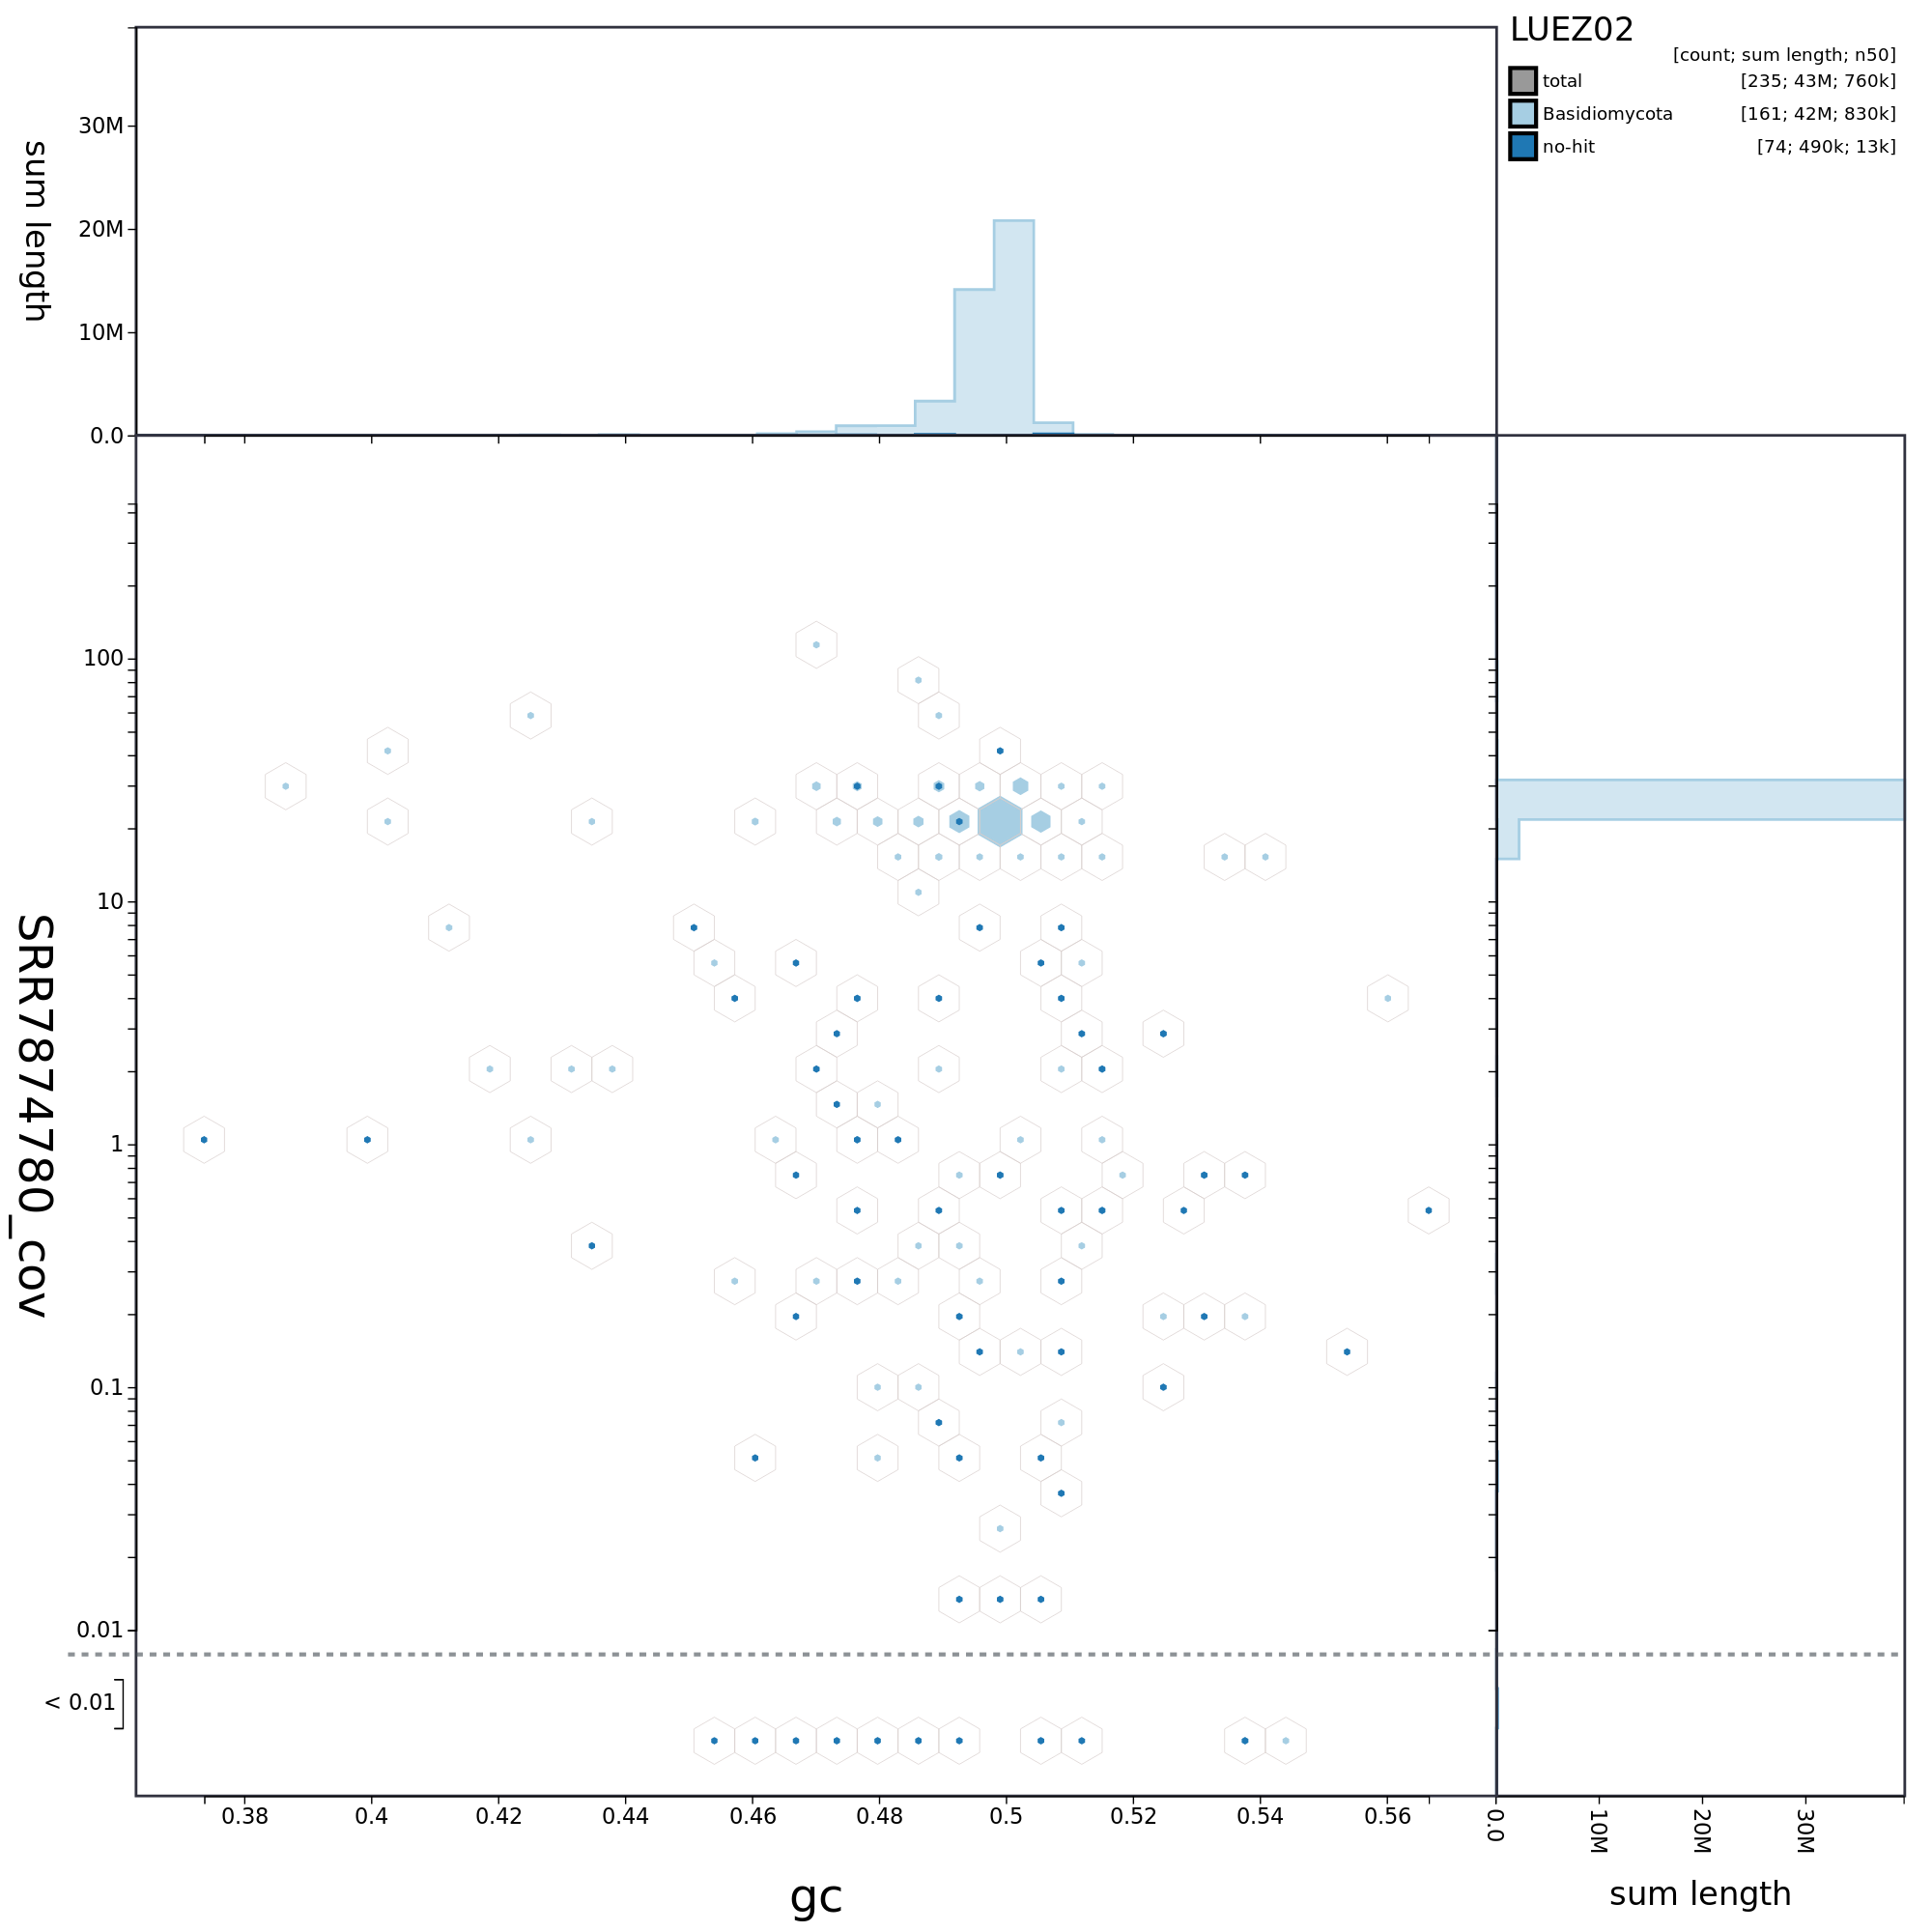 LUEZ02
[count; sum length; n50]
total [235; 43M; 760k]
Basidiomycota [161; 42M; 830k]
no-hit [74; 490k; 13k]
sum length
30M
20M
10M
0.0
SRR7874780_cov
100
10
1
0.1
0.01
< 0.01
0.38 0.4 0.42 0.44 0.46 0.48 0.5 0.52 0.54 0.56
gc
0.0 10M 20M 30M
sum length